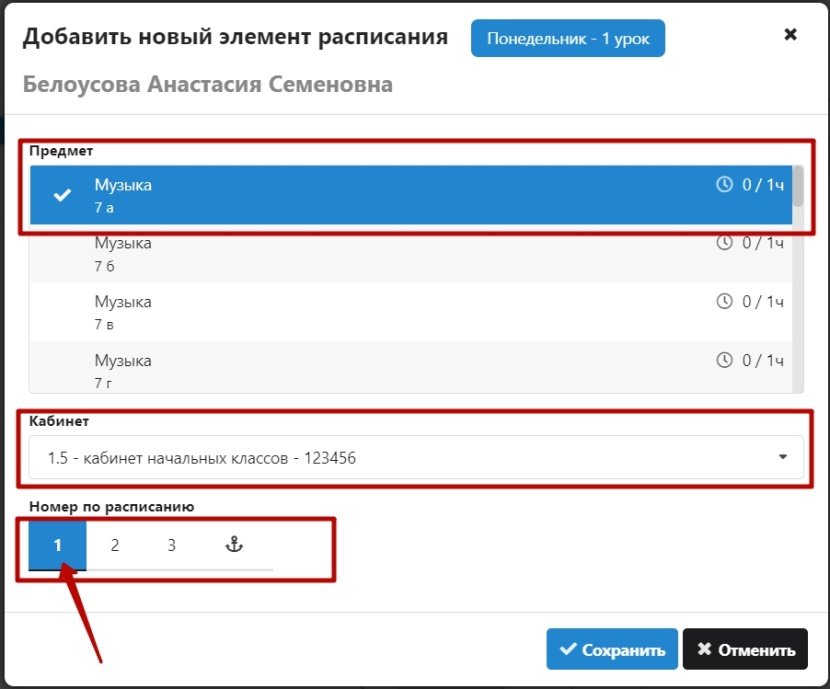 Добавить новый элемент расписания
Понедельник - 1 урок
Белоусова Анастасия Семеновна
Предмет
Музыка
0 / 1ч
7 а
Музыка
0 / 1ч
7 б
Музыка
0 / 1ч
7 в
Музыка
0 / 1ч
7 г
Кабинет
1.5 - кабинет начальных классов - 123456
Номер по расписанию
1 2 3
Сохранить
Отменить